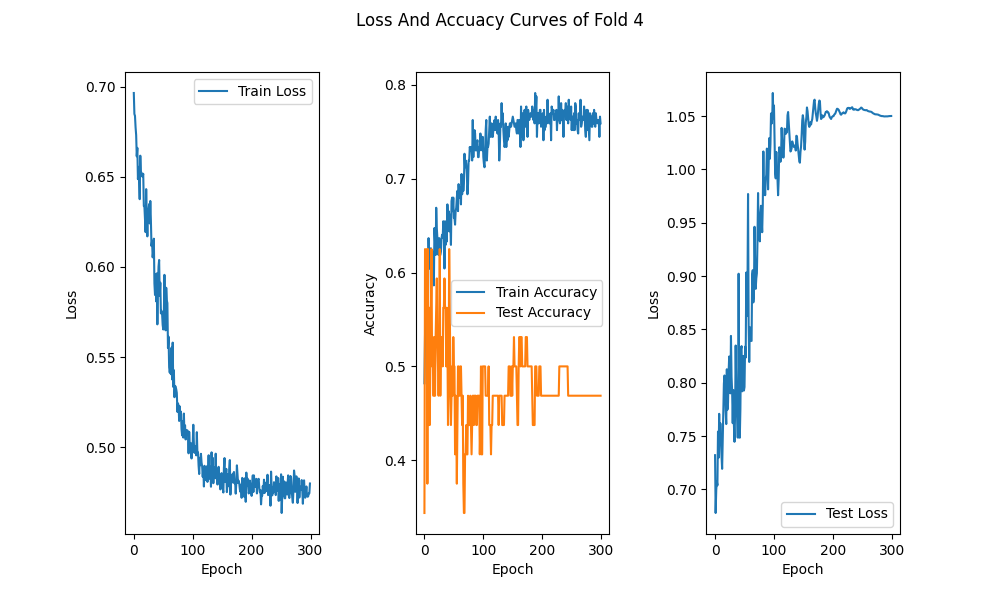 Loss And Accuacy Curves of Fold 4
0.70
0.65
0.60
0.55
0.50
Loss
0 100 200 300
Epoch
Train Loss
0.8
0.7
0.6
0.5
0.4
Accuracy
0 100 200 300
Epoch
Train Accuracy
Test Accuracy
1.05
1.00
0.95
0.90
0.85
0.80
0.75
0.70
Loss
0 100 200 300
Epoch
Test Loss